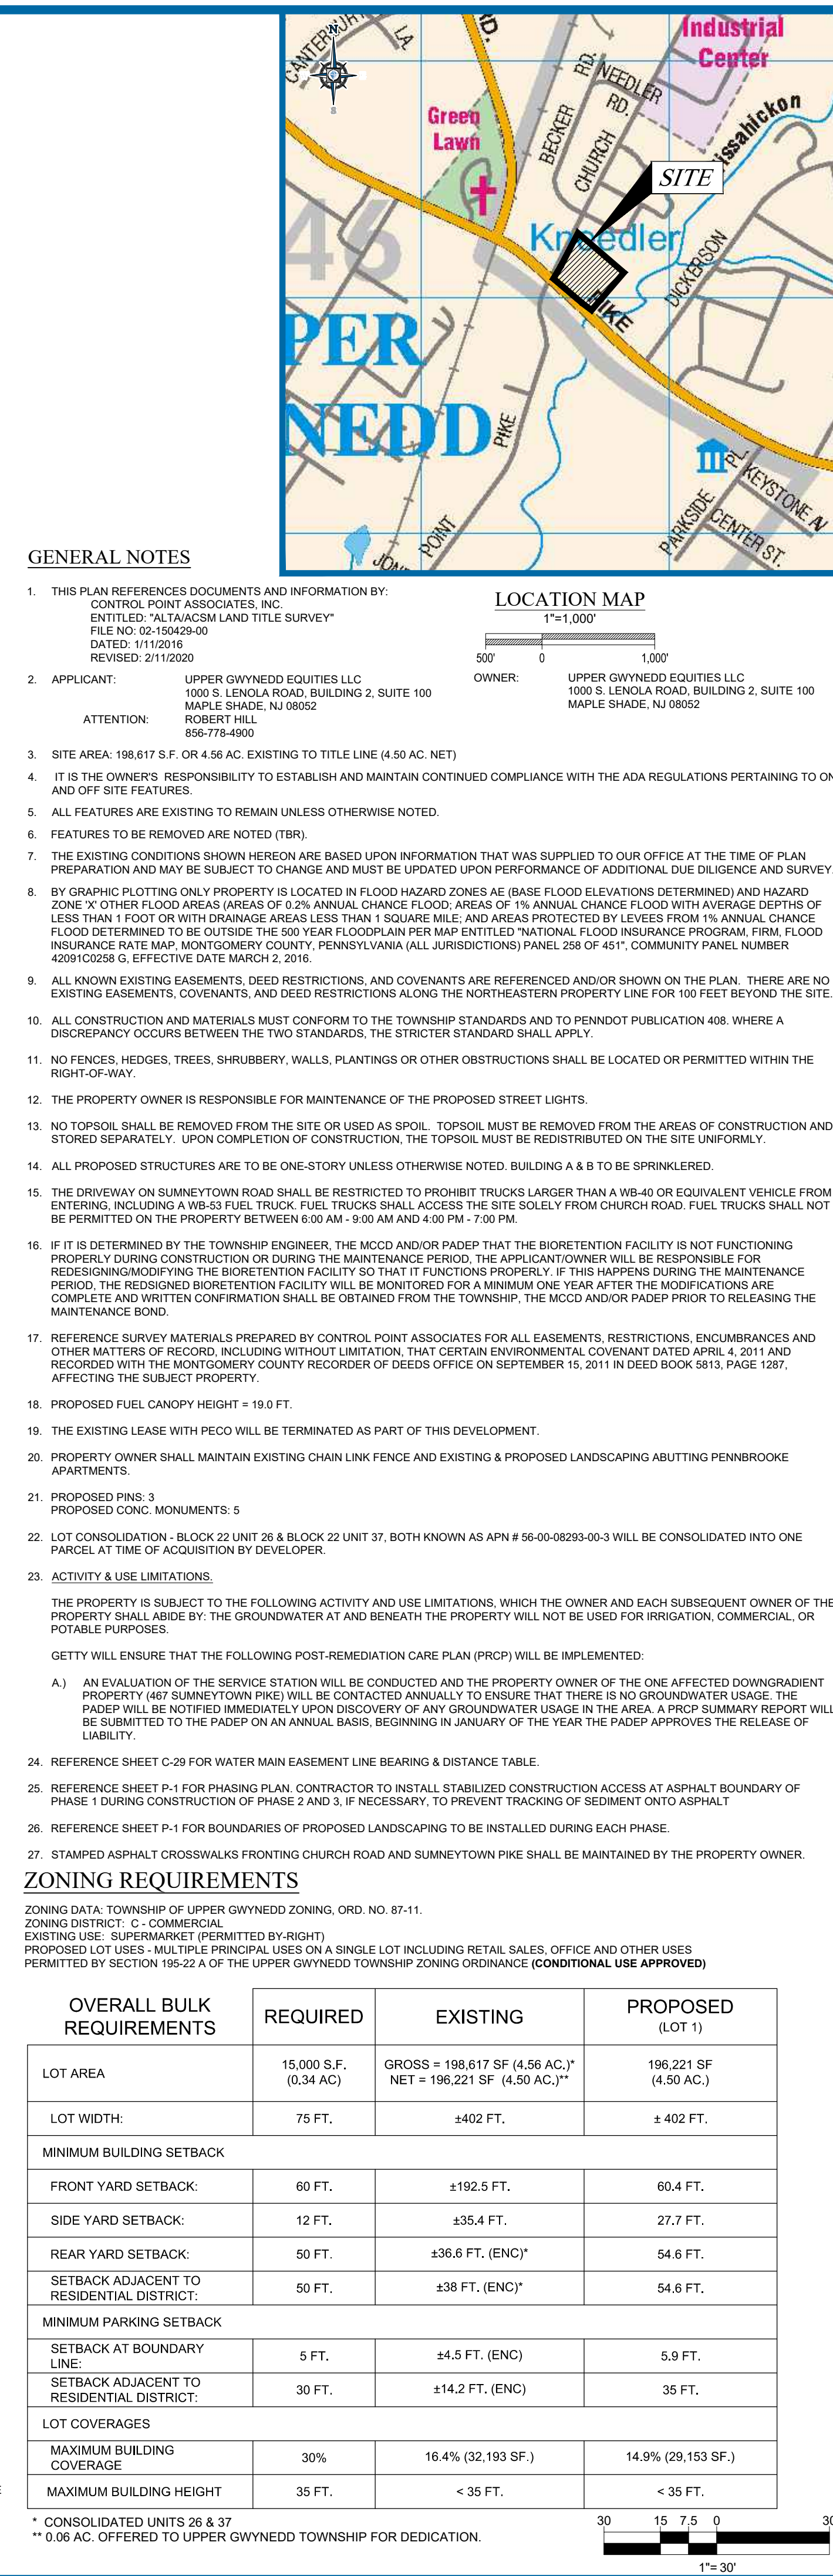 CANTERBURY
LA.
RD.
N
S
Industrial
Center
NEEDLER
RD.
RD.
BECKER
CHURCH
Green
Lawn
issahickon
SITE
46
Knoedler
DICKERSON
PIKE
PER
NEDD
PIKE
POINT
PL
KEYSTONE AV
PARKSIDE
CENTER ST.
GENERAL NOTES
LOCATION MAP
1"=1,000'
500' 0 1,000'
1. THIS PLAN REFERENCES DOCUMENTS AND INFORMATION BY:
CONTROL POINT ASSOCIATES, INC.
ENTITLED: "ALTA/ACSM LAND TITLE SURVEY"
FILE NO: 02-150429-00
DATED: 1/11/2016
REVISED: 2/11/2020
2. APPLICANT: UPPER GWYNEDD EQUITIES LLC
1000 S. LENOLA ROAD, BUILDING 2, SUITE 100
MAPLE SHADE, NJ 08052
ATTENTION: ROBERT HILL
856-778-4900
OWNER: UPPER GWYNEDD EQUITIES LLC
1000 S. LENOLA ROAD, BUILDING 2, SUITE 100
MAPLE SHADE, NJ 08052
3. SITE AREA: 198,617 S.F. OR 4.56 AC. EXISTING TO TITLE LINE (4.50 AC. NET)
4. IT IS THE OWNER'S RESPONSIBILITY TO ESTABLISH AND MAINTAIN CONTINUED COMPLIANCE WITH THE ADA REGULATIONS PERTAINING TO ON
AND OFF SITE FEATURES.
5. ALL FEATURES ARE EXISTING TO REMAIN UNLESS OTHERWISE NOTED.
6. FEATURES TO BE REMOVED ARE NOTED (TBR).
7. THE EXISTING CONDITIONS SHOWN HEREON ARE BASED UPON INFORMATION THAT WAS SUPPLIED TO OUR OFFICE AT THE TIME OF PLAN
PREPARATION AND MAY BE SUBJECT TO CHANGE AND MUST BE UPDATED UPON PERFORMANCE OF ADDITIONAL DUE DILIGENCE AND SURVEY.
8. BY GRAPHIC PLOTTING ONLY PROPERTY IS LOCATED IN FLOOD HAZARD ZONES AE (BASE FLOOD ELEVATIONS DETERMINED) AND HAZARD
ZONE 'X' OTHER FLOOD AREAS (AREAS OF 0.2% ANNUAL CHANCE FLOOD; AREAS OF 1% ANNUAL CHANCE FLOOD WITH AVERAGE DEPTHS OF
LESS THAN 1 FOOT OR WITH DRAINAGE AREAS LESS THAN 1 SQUARE MILE; AND AREAS PROTECTED BY LEVEES FROM 1% ANNUAL CHANCE
FLOOD DETERMINED TO BE OUTSIDE THE 500 YEAR FLOODPLAIN PER MAP ENTITLED "NATIONAL FLOOD INSURANCE PROGRAM, FIRM, FLOOD
INSURANCE RATE MAP, MONTGOMERY COUNTY, PENNSYLVANIA (ALL JURISDICTIONS) PANEL 258 OF 451", COMMUNITY PANEL NUMBER
42091C0258 G, EFFECTIVE DATE MARCH 2, 2016.
9. ALL KNOWN EXISTING EASEMENTS, DEED RESTRICTIONS, AND COVENANTS ARE REFERENCED AND/OR SHOWN ON THE PLAN. THERE ARE NO
EXISTING EASEMENTS, COVENANTS, AND DEED RESTRICTIONS ALONG THE NORTHEASTERN PROPERTY LINE FOR 100 FEET BEYOND THE SITE.
10. ALL CONSTRUCTION AND MATERIALS MUST CONFORM TO THE TOWNSHIP STANDARDS AND TO PENNDOT PUBLICATION 408. WHERE A
DISCREPANCY OCCURS BETWEEN THE TWO STANDARDS, THE STRICTER STANDARD SHALL APPLY.
11. NO FENCES, HEDGES, TREES, SHRUBBERY, WALLS, PLANTINGS OR OTHER OBSTRUCTIONS SHALL BE LOCATED OR PERMITTED WITHIN THE
RIGHT-OF-WAY.
12. THE PROPERTY OWNER IS RESPONSIBLE FOR MAINTENANCE OF THE PROPOSED STREET LIGHTS.
13. NO TOPSOIL SHALL BE REMOVED FROM THE SITE OR USED AS SPOIL. TOPSOIL MUST BE REMOVED FROM THE AREAS OF CONSTRUCTION AND
STORED SEPARATELY. UPON COMPLETION OF CONSTRUCTION, THE TOPSOIL MUST BE REDISTRIBUTED ON THE SITE UNIFORMLY.
14. ALL PROPOSED STRUCTURES ARE TO BE ONE-STORY UNLESS OTHERWISE NOTED. BUILDING A & B TO BE SPRINKLERED.
15. THE DRIVEWAY ON SUMNEYTOWN ROAD SHALL BE RESTRICTED TO PROHIBIT TRUCKS LARGER THAN A WB-40 OR EQUIVALENT VEHICLE FROM
ENTERING, INCLUDING A WB-53 FUEL TRUCK. FUEL TRUCKS SHALL ACCESS THE SITE SOLELY FROM CHURCH ROAD. FUEL TRUCKS SHALL NOT
BE PERMITTED ON THE PROPERTY BETWEEN 6:00 AM - 9:00 AM AND 4:00 PM - 7:00 PM.
16. IF IT IS DETERMINED BY THE TOWNSHIP ENGINEER, THE MCCD AND/OR PADEP THAT THE BIORETENTION FACILITY IS NOT FUNCTIONING
PROPERLY DURING CONSTRUCTION OR DURING THE MAINTENANCE PERIOD, THE APPLICANT/OWNER WILL BE RESPONSIBLE FOR
REDESIGNING/MODIFYING THE BIORETENTION FACILITY SO THAT IT FUNCTIONS PROPERLY. IF THIS HAPPENS DURING THE MAINTENANCE
PERIOD, THE REDSIGNED BIORETENTION FACILITY WILL BE MONITORED FOR A MINIMUM ONE YEAR AFTER THE MODIFICATIONS ARE
COMPLETE AND WRITTEN CONFIRMATION SHALL BE OBTAINED FROM THE TOWNSHIP, THE MCCD AND/OR PADEP PRIOR TO RELEASING THE
MAINTENANCE BOND.
17. REFERENCE SURVEY MATERIALS PREPARED BY CONTROL POINT ASSOCIATES FOR ALL EASEMENTS, RESTRICTIONS, ENCUMBRANCES AND
OTHER MATTERS OF RECORD, INCLUDING WITHOUT LIMITATION, THAT CERTAIN ENVIRONMENTAL COVENANT DATED APRIL 4, 2011 AND
RECORDED WITH THE MONTGOMERY COUNTY RECORDER OF DEEDS OFFICE ON SEPTEMBER 15, 2011 IN DEED BOOK 5813, PAGE 1287,
AFFECTING THE SUBJECT PROPERTY.
18. PROPOSED FUEL CANOPY HEIGHT = 19.0 FT.
19. THE EXISTING LEASE WITH PECO WILL BE TERMINATED AS PART OF THIS DEVELOPMENT.
20. PROPERTY OWNER SHALL MAINTAIN EXISTING CHAIN LINK FENCE AND EXISTING & PROPOSED LANDSCAPING ABUTTING PENNBROOKE
APARTMENTS.
21. PROPOSED PINS: 3
PROPOSED CONC. MONUMENTS: 5
22. LOT CONSOLIDATION - BLOCK 22 UNIT 26 & BLOCK 22 UNIT 37, BOTH KNOWN AS APN # 56-00-08293-00-3 WILL BE CONSOLIDATED INTO ONE
PARCEL AT TIME OF ACQUISITION BY DEVELOPER.
23. ACTIVITY & USE LIMITATIONS.
THE PROPERTY IS SUBJECT TO THE FOLLOWING ACTIVITY AND USE LIMITATIONS, WHICH THE OWNER AND EACH SUBSEQUENT OWNER OF THE
PROPERTY SHALL ABIDE BY: THE GROUNDWATER AT AND BENEATH THE PROPERTY WILL NOT BE USED FOR IRRIGATION, COMMERCIAL, OR
POTABLE PURPOSES.
GETTY WILL ENSURE THAT THE FOLLOWING POST-REMEDIATION CARE PLAN (PRCP) WILL BE IMPLEMENTED:
A.) AN EVALUATION OF THE SERVICE STATION WILL BE CONDUCTED AND THE PROPERTY OWNER OF THE ONE AFFECTED DOWNGRADIENT
PROPERTY (467 SUMNEYTOWN PIKE) WILL BE CONTACTED ANNUALLY TO ENSURE THAT THERE IS NO GROUNDWATER USAGE. THE
PADEP WILL BE NOTIFIED IMMEDIATELY UPON DISCOVERY OF ANY GROUNDWATER USAGE IN THE AREA. A PRCP SUMMARY REPORT WILL
BE SUBMITTED TO THE PADEP ON AN ANNUAL BASIS, BEGINNING IN JANUARY OF THE YEAR THE PADEP APPROVES THE RELEASE OF
LIABILITY.
24. REFERENCE SHEET C-29 FOR WATER MAIN EASEMENT LINE BEARING & DISTANCE TABLE.
25. REFERENCE SHEET P-1 FOR PHASING PLAN. CONTRACTOR TO INSTALL STABILIZED CONSTRUCTION ACCESS AT ASPHALT BOUNDARY OF
PHASE 1 DURING CONSTRUCTION OF PHASE 2 AND 3, IF NECESSARY, TO PREVENT TRACKING OF SEDIMENT ONTO ASPHALT
26. REFERENCE SHEET P-1 FOR BOUNDARIES OF PROPOSED LANDSCAPING TO BE INSTALLED DURING EACH PHASE.
27. STAMPED ASPHALT CROSSWALKS FRONTING CHURCH ROAD AND SUMNEYTOWN PIKE SHALL BE MAINTAINED BY THE PROPERTY OWNER.
ZONING REQUIREMENTS
ZONING DATA: TOWNSHIP OF UPPER GWYNEDD ZONING, ORD. NO. 87-11.
ZONING DISTRICT: C - COMMERCIAL
EXISTING USE: SUPERMARKET (PERMITTED BY-RIGHT)
PROPOSED LOT USES - MULTIPLE PRINCIPAL USES ON A SINGLE LOT INCLUDING RETAIL SALES, OFFICE AND OTHER USES
PERMITTED BY SECTION 195-22 A OF THE UPPER GWYNEDD TOWNSHIP ZONING ORDINANCE (CONDITIONAL USE APPROVED)
OVERALL BULK REQUIREMENTS REQUIRED EXISTING PROPOSED (LOT 1)
LOT AREA 15,000 S.F. (0.34 AC) GROSS = 198,617 SF (4.56 AC.)* NET = 196,221 SF (4.50 AC.)** 196,221 SF (4.50 AC.)
LOT WIDTH: 75 FT. ±402 FT. ± 402 FT.
MINIMUM BUILDING SETBACK
FRONT YARD SETBACK: 60 FT. ±192.5 FT. 60.4 FT.
SIDE YARD SETBACK: 12 FT. ±35.4 FT. 27.7 FT.
REAR YARD SETBACK: 50 FT. ±36.6 FT. (ENC)* 54.6 FT.
SETBACK ADJACENT TO RESIDENTIAL DISTRICT: 50 FT. ±38 FT. (ENC)* 54.6 FT.
MINIMUM PARKING SETBACK
SETBACK AT BOUNDARY LINE: 5 FT. ±4.5 FT. (ENC) 5.9 FT.
SETBACK ADJACENT TO RESIDENTIAL DISTRICT: 30 FT. ±14.2 FT. (ENC) 35 FT.
LOT COVERAGES
MAXIMUM BUILDING COVERAGE 30% 16.4% (32,193 SF.) 14.9% (29,153 SF.)
MAXIMUM BUILDING HEIGHT 35 FT. < 35 FT. < 35 FT.
* CONSOLIDATED UNITS 26 & 37
** 0.06 AC. OFFERED TO UPPER GWYNEDD TOWNSHIP FOR DEDICATION.
30 15 7.5 0 30
1"= 30'